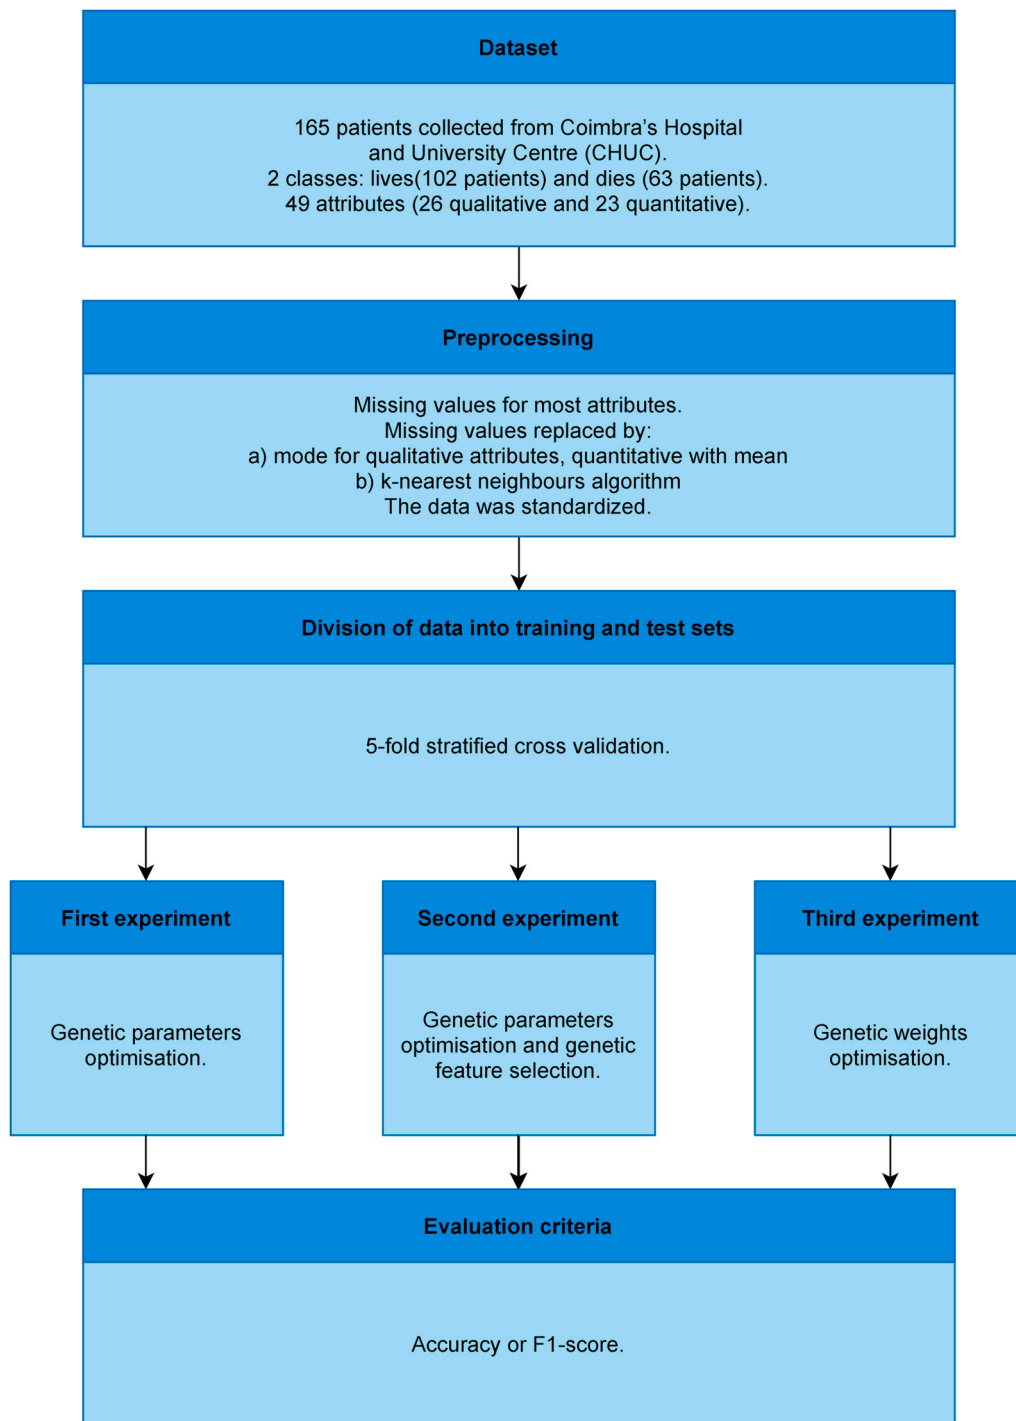 Dataset
165 patients collected from Coimbra's Hospital
and University Centre (CHUC).
2 classes: lives(102 patients) and dies (63 patients).
49 attributes (26 qualitative and 23 quantitative).
Preprocessing
Missing values for most attributes.
Missing values replaced by:
a) mode for qualitative attributes, quantitative with mean
b) k-nearest neighbours algorithm
The data was standardized.
Division of data into training and test sets
5-fold stratified cross validation.
First experiment
Genetic parameters
optimisation.
Second experiment
Genetic parameters
optimisation and genetic
feature selection.
Third experiment
Genetic weights
optimisation.
Evaluation criteria
Accuracy or F1-score.